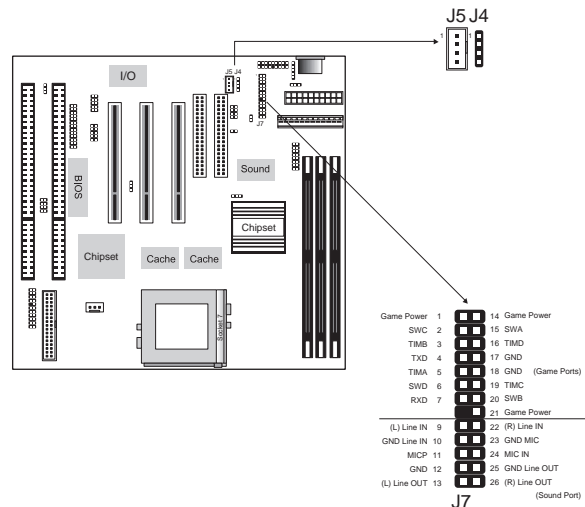 J5 J4
1 1
I/O
J5 J4
J7
BIOS
Sound
Chipset
Chipset
Cache Cache
Socket 7
Game Power 1 14 Game Power
SWC 2 15 SWA
TIMB 3 16 TIMD
TXD 4 17 GND
TIMA 5 18 GND (Game Ports)
SWD 6 19 TIMC
RXD 7 20 SWB
21 Game Power
(L) Line IN 9 22 (R) Line IN
GND Line IN 10 23 GND MIC
MICP 11 24 MIC IN
GND 12 25 GND Line OUT
(L) Line OUT 13 26 (R) Line OUT
(Sound Port)
J7